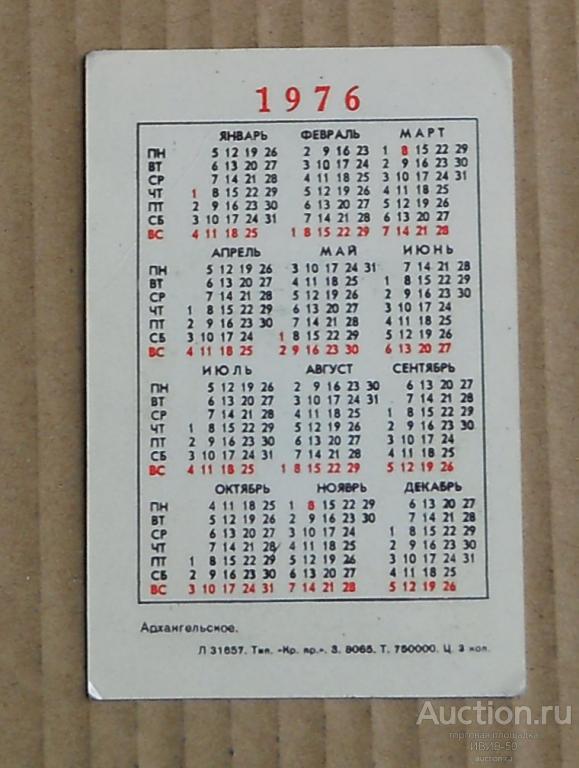 1976
ЯНВАРЬ ФЕВРАЛЬ МАРТ
ПН 5 12 19 26 2 9 16 23 1 8 15 22 29
ВТ 6 13 20 27 3 10 17 24 2 9 16 23 30
СР 7 14 21 28 4 11 18 25 3 10 17 24 31
ЧТ 1 8 15 22 29 5 12 19 26 4 11 18 25
ПТ 2 9 16 23 30 6 13 20 27 5 12 19 26
СБ 3 10 17 24 31 7 14 21 28 6 13 20 27
ВС 4 11 18 25 1 8 15 22 29 7 14 21 28
АПРЕЛЬ МАЙ ИЮНЬ
ПН 5 12 19 26 3 10 17 24 31 7 14 21 28
ВТ 6 13 20 27 4 11 18 25 1 8 15 22 29
СР 7 14 21 28 5 12 19 26 2 9 16 23 30
ЧТ 1 8 15 22 29 6 13 20 27 3 10 17 24
ПТ 2 9 16 23 30 7 14 21 28 4 11 18 25
СБ 3 10 17 24 1 8 15 22 29 5 12 19 26
ВС 4 11 18 25 2 9 16 23 30 6 13 20 27
ИЮЛЬ АВГУСТ СЕНТЯБРЬ
ПН 5 12 19 26 2 9 16 23 30 6 13 20 27
ВТ 6 13 20 27 3 10 17 24 31 7 14 21 28
СР 7 14 21 28 4 11 18 25 1 8 15 22 29
ЧТ 1 8 15 22 29 5 12 19 26 2 9 16 23 30
ПТ 2 9 16 23 30 6 13 20 27 3 10 17 24
СБ 3 10 17 24 31 7 14 21 28 4 11 18 25
ВС 4 11 18 25 1 8 15 22 29 5 12 19 26
ОКТЯБРЬ НОЯБРЬ ДЕКАБРЬ
ПН 4 11 18 25 1 8 15 22 29 6 13 20 27
ВТ 5 12 19 26 2 9 16 23 30 7 14 21 28
СР 6 13 20 27 3 10 17 24 1 8 15 22 29
ЧТ 7 14 21 28 4 11 18 25 2 9 16 23 30
ПТ 1 8 15 22 29 5 12 19 26 3 10 17 24 31
СБ 2 9 16 23 30 6 13 20 27 4 11 18 25
ВС 3 10 17 24 31 7 14 21 28 5 12 19 26
Архангельское.
Л 31657. Тип. «Кр. пр.». З. 8065. Т. 750000. Ц. 3 коп.
Auction.ru
торговая площадка
ИВИ8-50
auction.ru